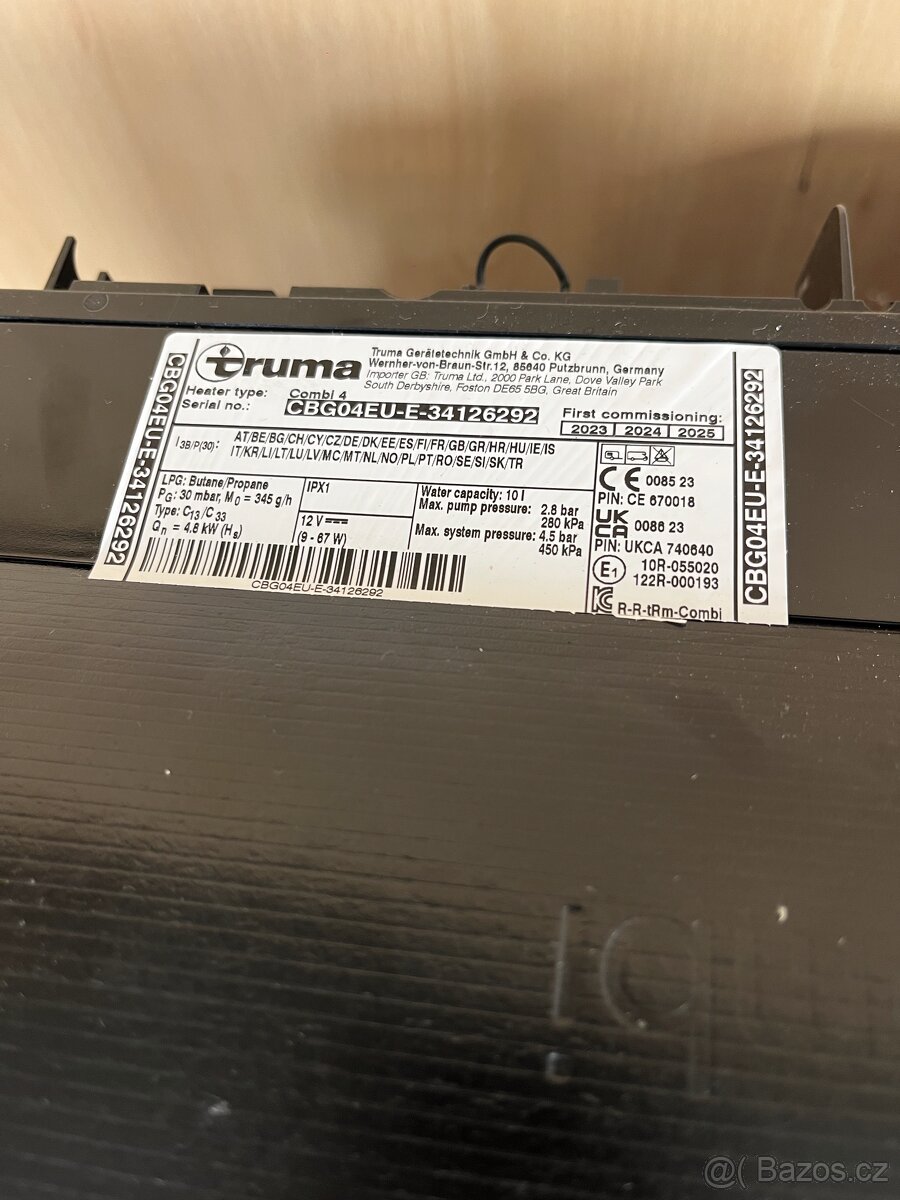 truma
Truma Gerätetechnik GmbH & Co. KG
Wernher-von-Braun-Str.12, 85640 Putzbrunn, Germany
Importer GB: Truma Ltd., 2000 Park Lane, Dove Valley Park
South Derbyshire, Foston DE65 5BG, Great Britain
Heater type: Combi 4
Serial no.: CBG04EU-E-34126292
First commissioning:
2023 | 2024 | 2025
I3B/P(30): AT/BE/BG/CH/CY/CZ/DE/DK/EE/ES/FI/FR/GB/GR/HR/HU/IE/IS
IT/KR/LI/LT/LU/LV/MC/MT/NL/NO/PL/PT/RO/SE/SI/SK/TR
LPG: Butane/Propane
PG: 30 mbar, M0 = 345 g/h
Type: C13/C33
Qn = 4.8 kW (Hs)
IPX1
12 V
(9 - 67 W)
Water capacity: 10 l
Max. pump pressure: 2.8 bar
280 kPa
Max. system pressure: 4.5 bar
450 kPa
CE 0085 23
PIN: CE 670018
UKCA 0086 23
PIN: UKCA 740640
E1 10R-055020
122R-000193
R-R-tRm-Combi
CBG04EU-E-34126292
CBG04EU-E-34126292
CBG04EU-E-34126292
@( Bazos.cz